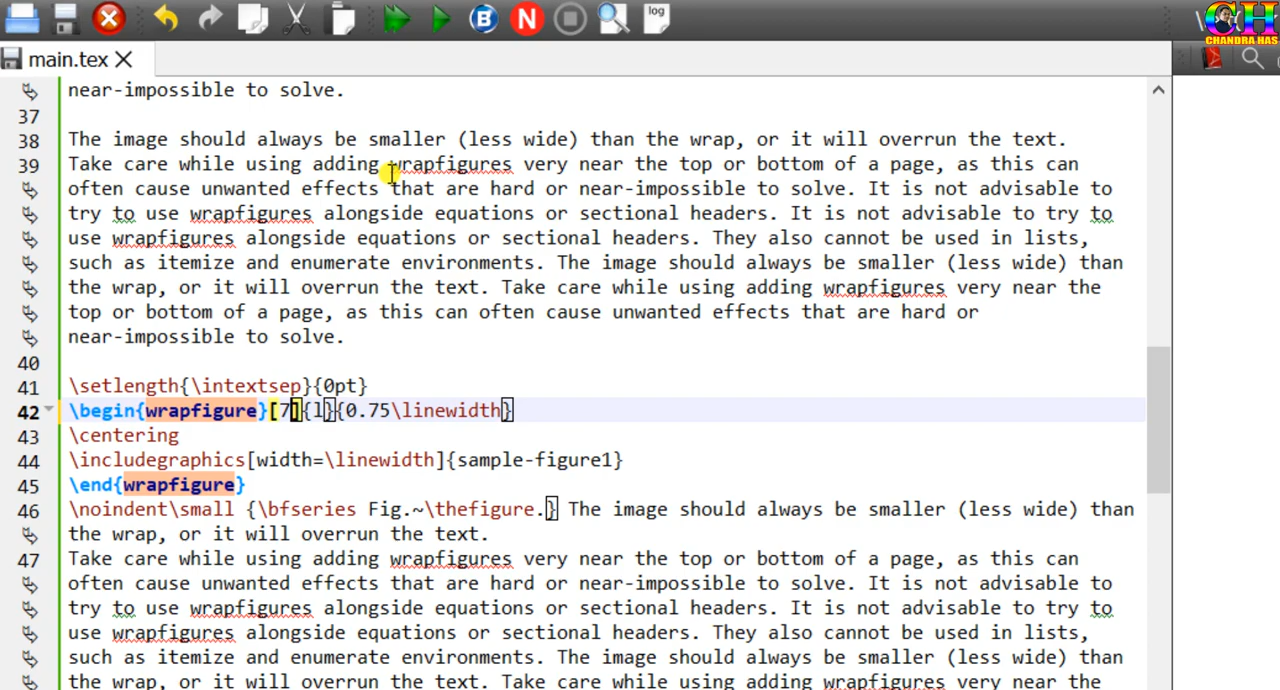 log
CH
CHANDRA HAS
main.tex
near-impossible to solve.
37
38 The image should always be smaller (less wide) than the wrap, or it will overrun the text.
39 Take care while using adding wrapfigures very near the top or bottom of a page, as this can
often cause unwanted effects that are hard or near-impossible to solve. It is not advisable to
try to use wrapfigures alongside equations or sectional headers. It is not advisable to try to
use wrapfigures alongside equations or sectional headers. They also cannot be used in lists,
such as itemize and enumerate environments. The image should always be smaller (less wide) than
the wrap, or it will overrun the text. Take care while using adding wrapfigures very near the
top or bottom of a page, as this can often cause unwanted effects that are hard or
near-impossible to solve.
40
41 \setlength{\intextsep}{0pt}
42 \begin{wrapfigure}[7]{l}{0.75\linewidth}
43 \centering
44 \includegraphics[width=\linewidth]{sample-figure1}
45 \end{wrapfigure}
46 \noindent\small {\bfseries Fig.~\thefigure.} The image should always be smaller (less wide) than
the wrap, or it will overrun the text.
47 Take care while using adding wrapfigures very near the top or bottom of a page, as this can
often cause unwanted effects that are hard or near-impossible to solve. It is not advisable to
try to use wrapfigures alongside equations or sectional headers. It is not advisable to try to
use wrapfigures alongside equations or sectional headers. They also cannot be used in lists,
such as itemize and enumerate environments. The image should always be smaller (less wide) than
the wrap, or it will overrun the text. Take care while using adding wrapfigures very near the